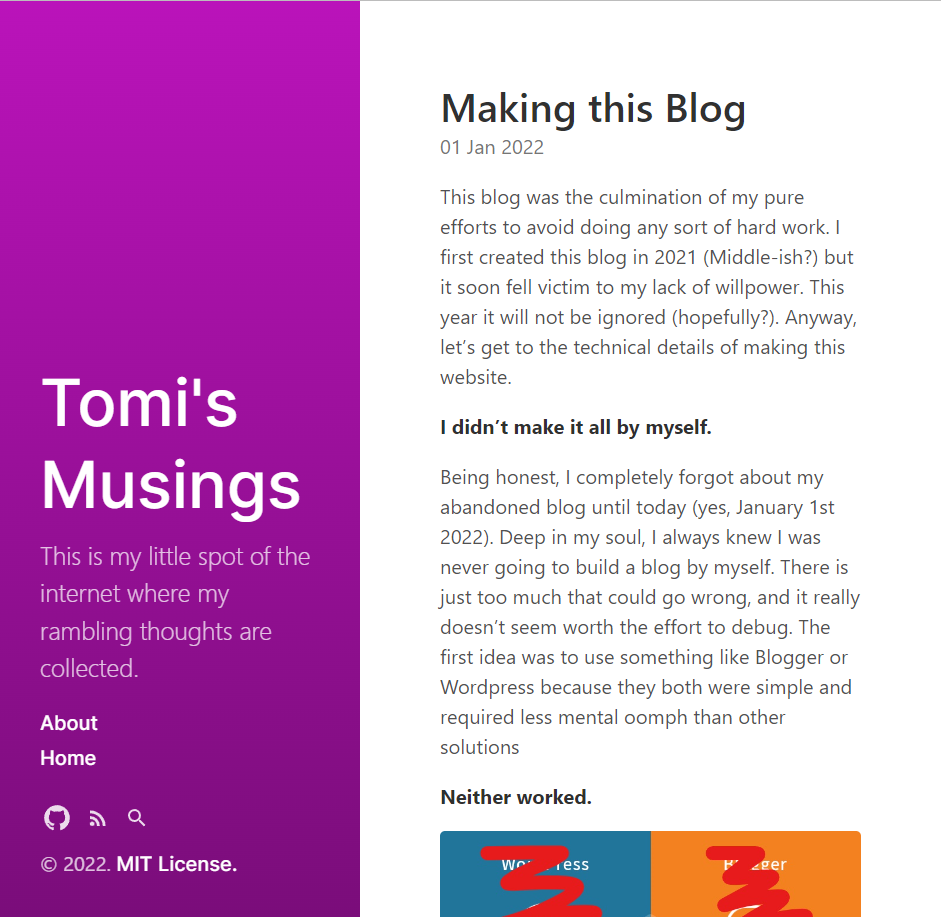 Tomi's
Musings
This is my little spot of the
internet where my
rambling thoughts are
collected.
About
Home
© 2022. MIT License.
Making this Blog
01 Jan 2022
This blog was the culmination of my pure
efforts to avoid doing any sort of hard work. I
first created this blog in 2021 (Middle-ish?) but
it soon fell victim to my lack of willpower. This
year it will not be ignored (hopefully?). Anyway,
let’s get to the technical details of making this
website.
I didn’t make it all by myself.
Being honest, I completely forgot about my
abandoned blog until today (yes, January 1st
2022). Deep in my soul, I always knew I was
never going to build a blog by myself. There is
just too much that could go wrong, and it really
doesn’t seem worth the effort to debug. The
first idea was to use something like Blogger or
Wordpress because they both were simple and
required less mental oomph than other
solutions
Neither worked.